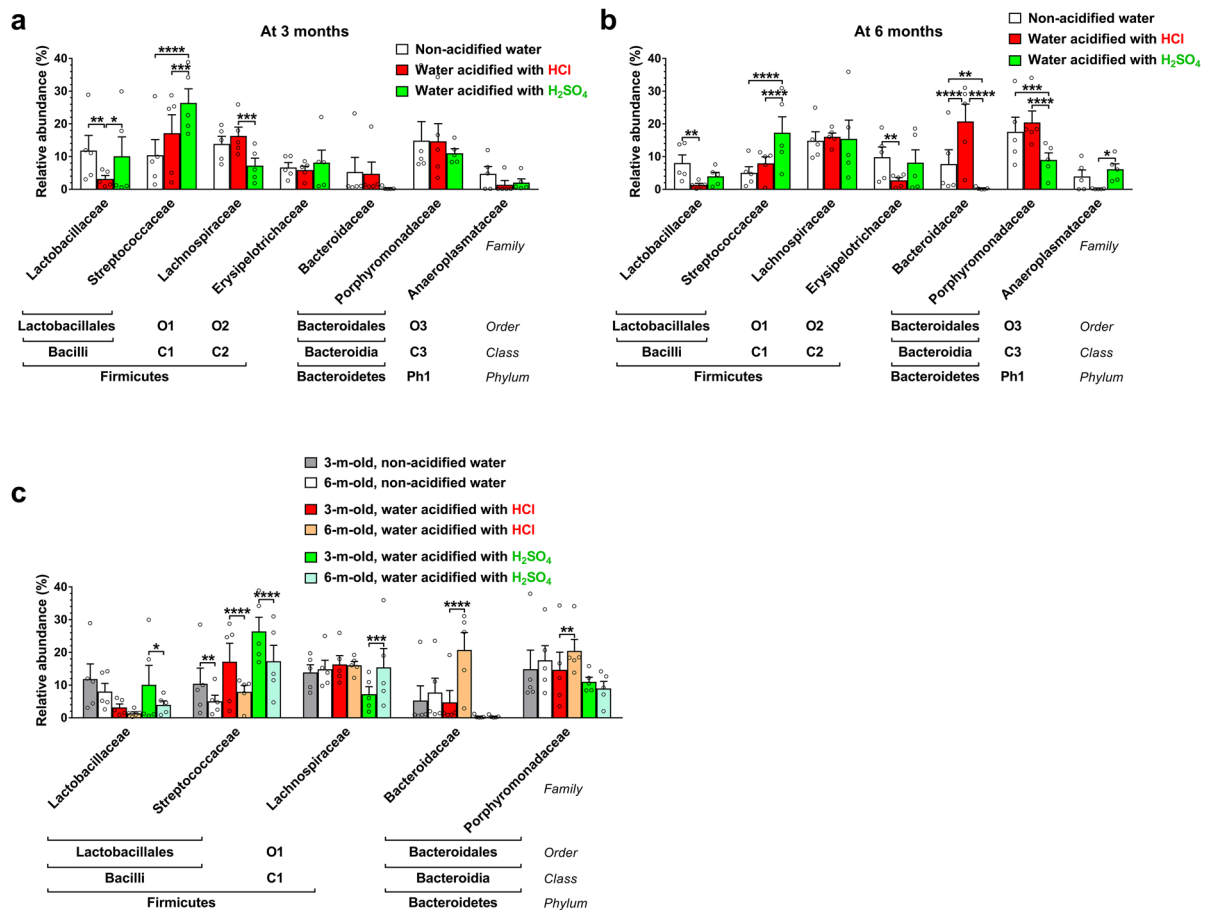 a
At 3 months
Non-acidified water
Water acidified with HCl
Water acidified with H₂SO₄
Relative abundance (%)
40
30
20
10
0
**** 
***
** *
***
Lactobacillaceae
Streptococcaceae
Lachnospiraceae
Erysipelotrichaceae
Bacteroidaceae
Porphyromonadaceae
Anaeroplasmataceae
Family
Lactobacillales O1 O2 Bacteroidales O3 Order
Bacilli C1 C2 Bacteroidia C3 Class
Firmicutes Bacteroidetes Ph1 Phylum
b
At 6 months
Non-acidified water
Water acidified with HCl
Water acidified with H₂SO₄
Relative abundance (%)
40
30
20
10
0
**
****
****
**
**
**** ****
***
****
*
Lactobacillaceae
Streptococcaceae
Lachnospiraceae
Erysipelotrichaceae
Bacteroidaceae
Porphyromonadaceae
Anaeroplasmataceae
Family
Lactobacillales O1 O2 Bacteroidales O3 Order
Bacilli C1 C2 Bacteroidia C3 Class
Firmicutes Bacteroidetes Ph1 Phylum
c
3-m-old, non-acidified water
6-m-old, non-acidified water
3-m-old, water acidified with HCl
6-m-old, water acidified with HCl
3-m-old, water acidified with H₂SO₄
6-m-old, water acidified with H₂SO₄
Relative abundance (%)
40
30
20
10
0
*
**
****
****
***
****
**
Lactobacillaceae
Streptococcaceae
Lachnospiraceae
Bacteroidaceae
Porphyromonadaceae
Family
Lactobacillales O1 Bacteroidales Order
Bacilli C1 Bacteroidia Class
Firmicutes Bacteroidetes Phylum